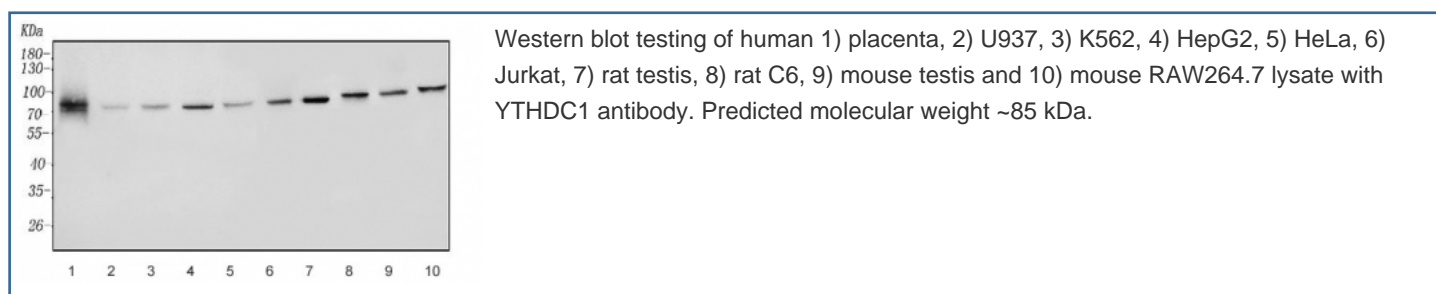 KDa
180-
130-
100-
70-
55-
40
35-
26-
1 2 3 4 5 6 7 8 9 10
Western blot testing of human 1) placenta, 2) U937, 3) K562, 4) HepG2, 5) HeLa, 6)
Jurkat, 7) rat testis, 8) rat C6, 9) mouse testis and 10) mouse RAW264.7 lysate with
YTHDC1 antibody. Predicted molecular weight ~85 kDa.